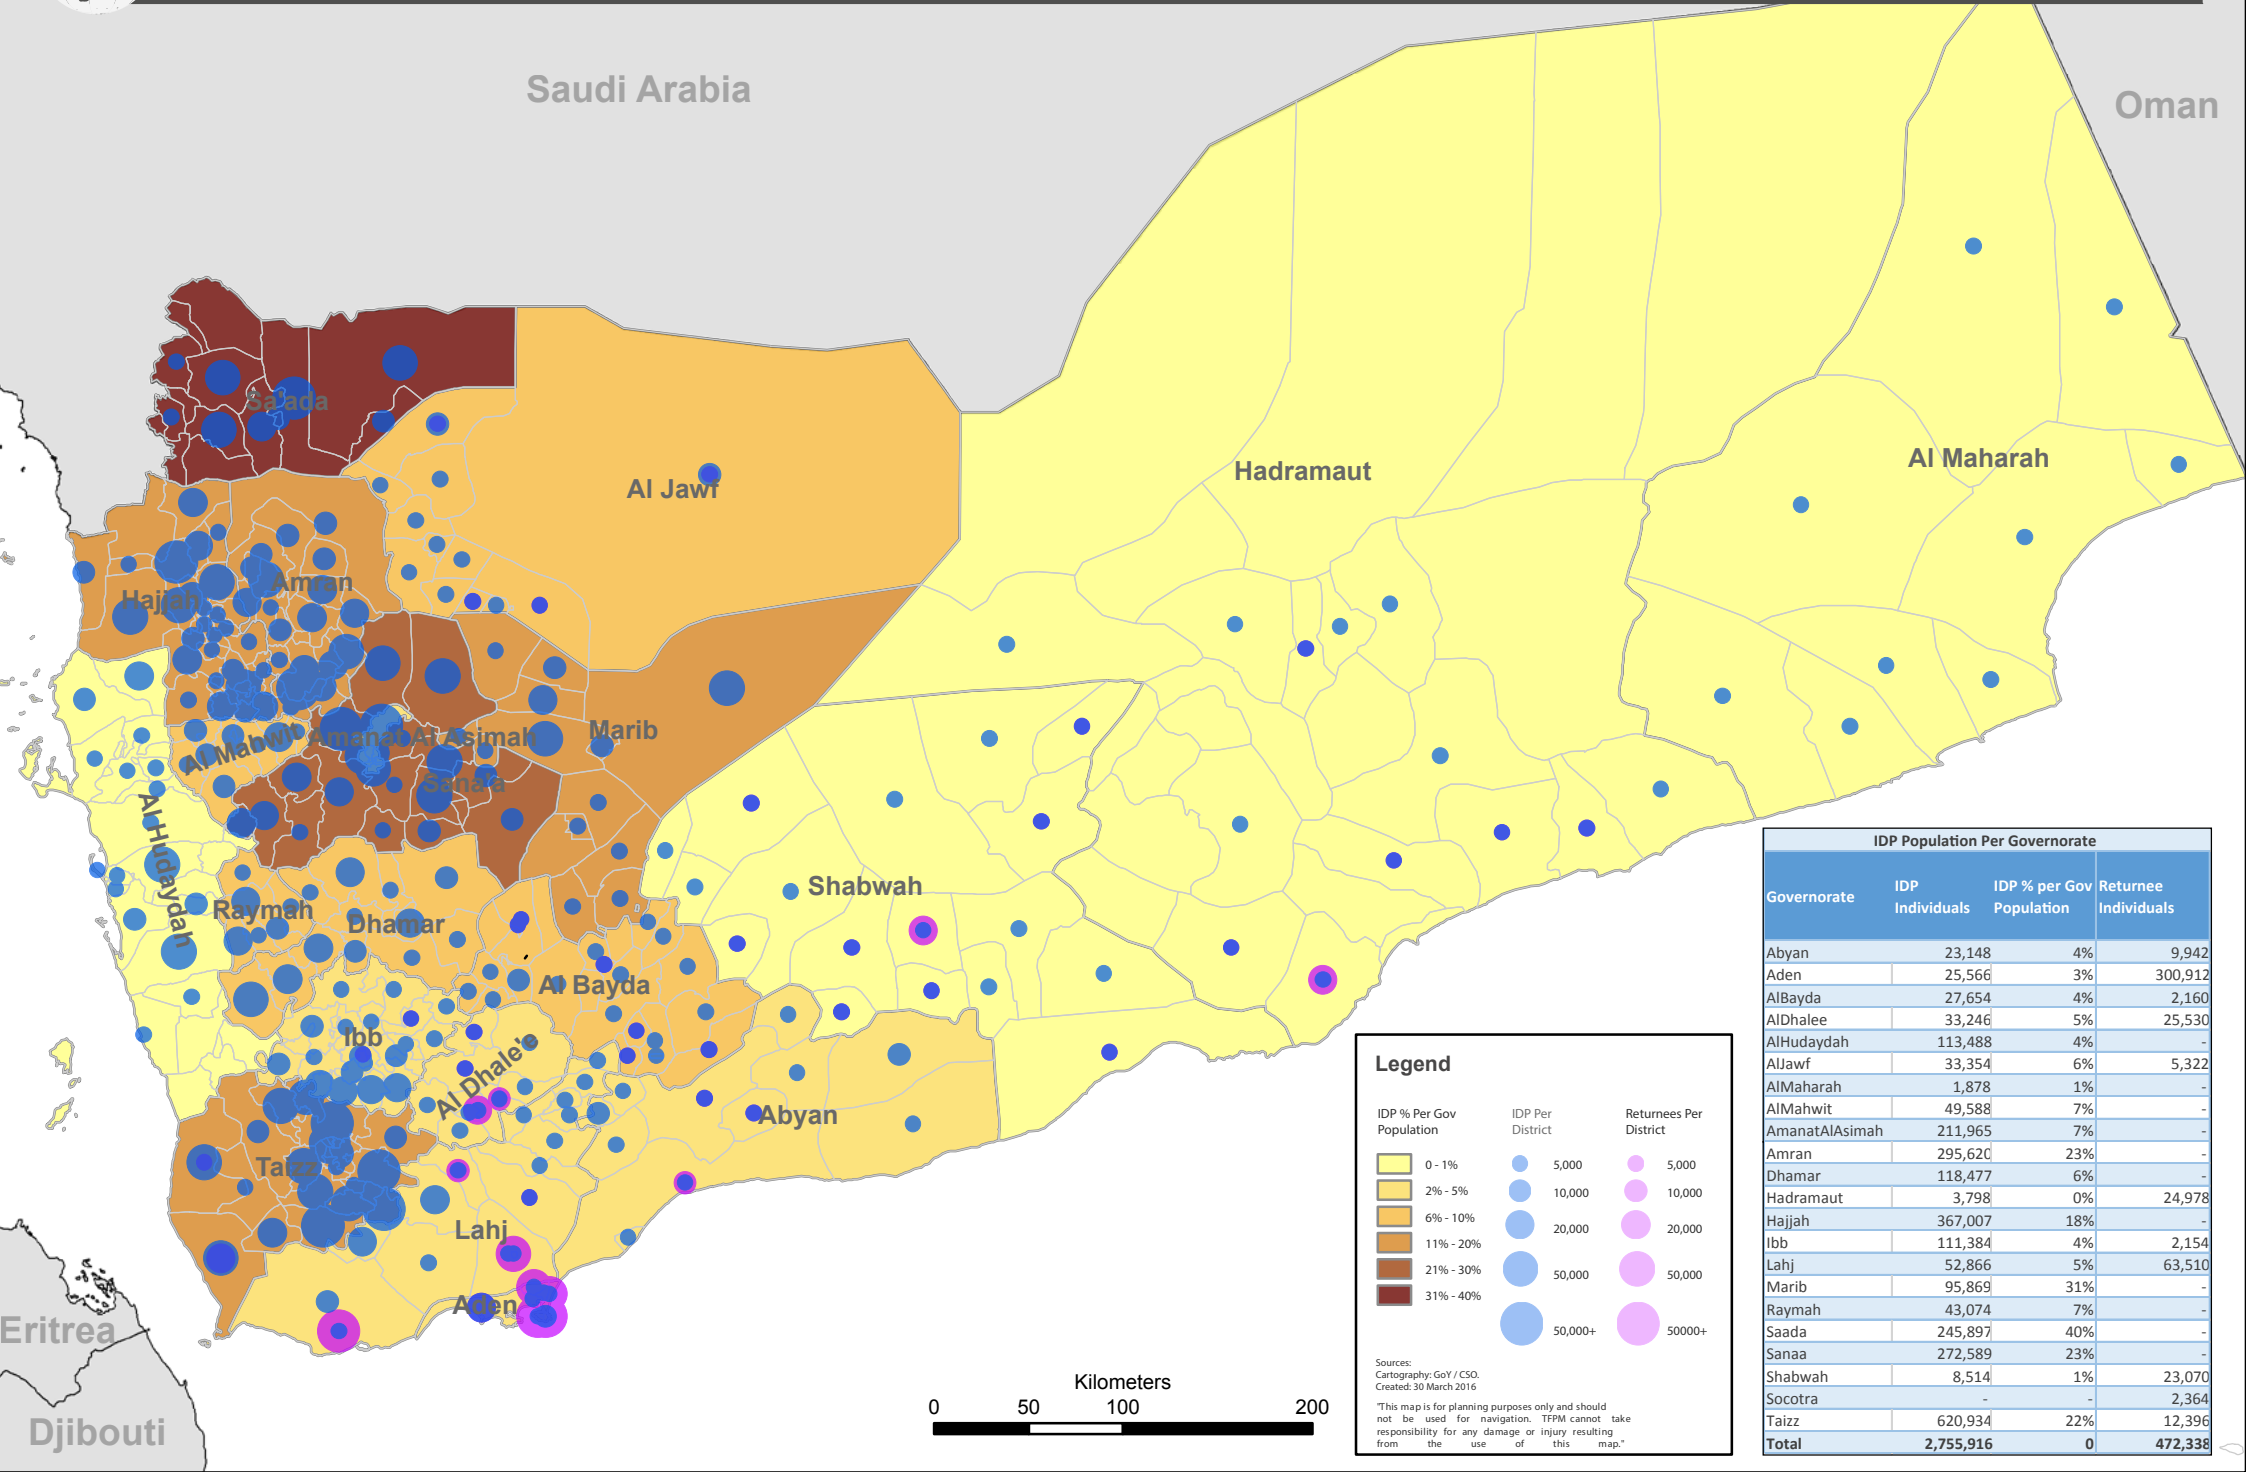 Saudi Arabia
Oman
Sa'ada
Al Jawf
Hadramaut
Al Maharah
Amran
Hajjah
Marib
Al Mahwit
Amanat Al Asimah
Sana'a
Al Hudaydah
Shabwah
Raymah
Dhamar
Al Bayda
Ibb
Al Dhale'e
Abyan
Taizz
Lahj
Aden
Eritrea
Djibouti
Kilometers
0 50 100 200
Legend
IDP % Per Gov
Population
IDP Per
District
Returnees Per
District
0 - 1%
2% - 5%
6% - 10%
11% - 20%
21% - 30%
31% - 40%
5,000
10,000
20,000
50,000
50,000+
5,000
10,000
20,000
50,000
50000+
Sources:
Cartography: GoY / CSO.
Created: 30 March 2016
"This map is for planning purposes only and should
not be used for navigation. TFPM cannot take
responsibility for any damage or injury resulting
from the use of this map."
IDP Population Per Governorate
Governorate IDP Individuals IDP % per Gov Population Returnee Individuals
Abyan 23,148 4% 9,942
Aden 25,566 3% 300,912
AlBayda 27,654 4% 2,160
AlDhalee 33,246 5% 25,530
AlHudaydah 113,488 4% -
AlJawf 33,354 6% 5,322
AlMaharah 1,878 1% -
AlMahwit 49,588 7% -
AmanatAlAsimah 211,965 7% -
Amran 295,620 23% -
Dhamar 118,477 6% -
Hadramaut 3,798 0% 24,978
Hajjah 367,007 18% -
Ibb 111,384 4% 2,154
Lahj 52,866 5% 63,510
Marib 95,869 31% -
Raymah 43,074 7% -
Saada 245,897 40% -
Sanaa 272,589 23% -
Shabwah 8,514 1% 23,070
Socotra - - 2,364
Taizz 620,934 22% 12,396
Total 2,755,916 0 472,338